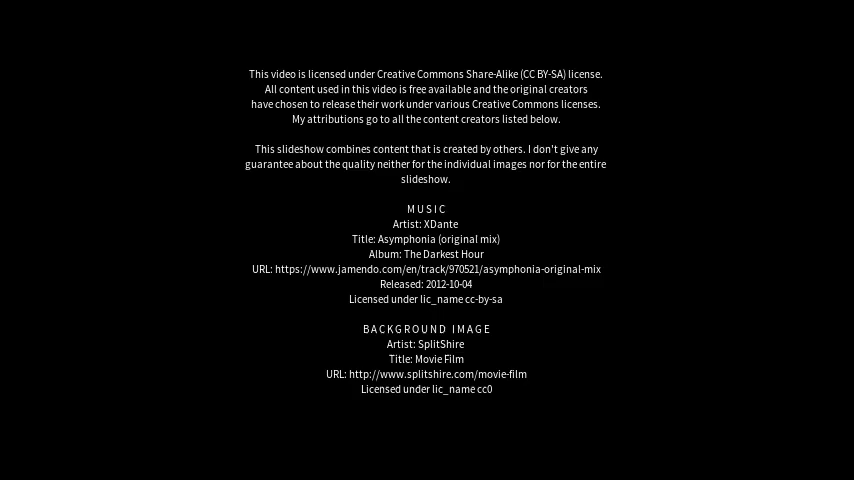 This video is licensed under Creative Commons Share-Alike (CC BY-SA) license.
All content used in this video is free available and the original creators
have chosen to release their work under various Creative Commons licenses.
My attributions go to all the content creators listed below.
This slideshow combines content that is created by others. I don't give any
guarantee about the quality neither for the individual images nor for the entire
slideshow.
MUSIC
Artist: XDante
Title: Asymphonia (original mix)
Album: The Darkest Hour
URL: https://www.jamendo.com/en/track/970521/asymphonia-original-mix
Released: 2012-10-04
Licensed under lic_name cc-by-sa
BACKGROUND IMAGE
Artist: SplitShire
Title: Movie Film
URL: http://www.splitshire.com/movie-film
Licensed under lic_name cc0